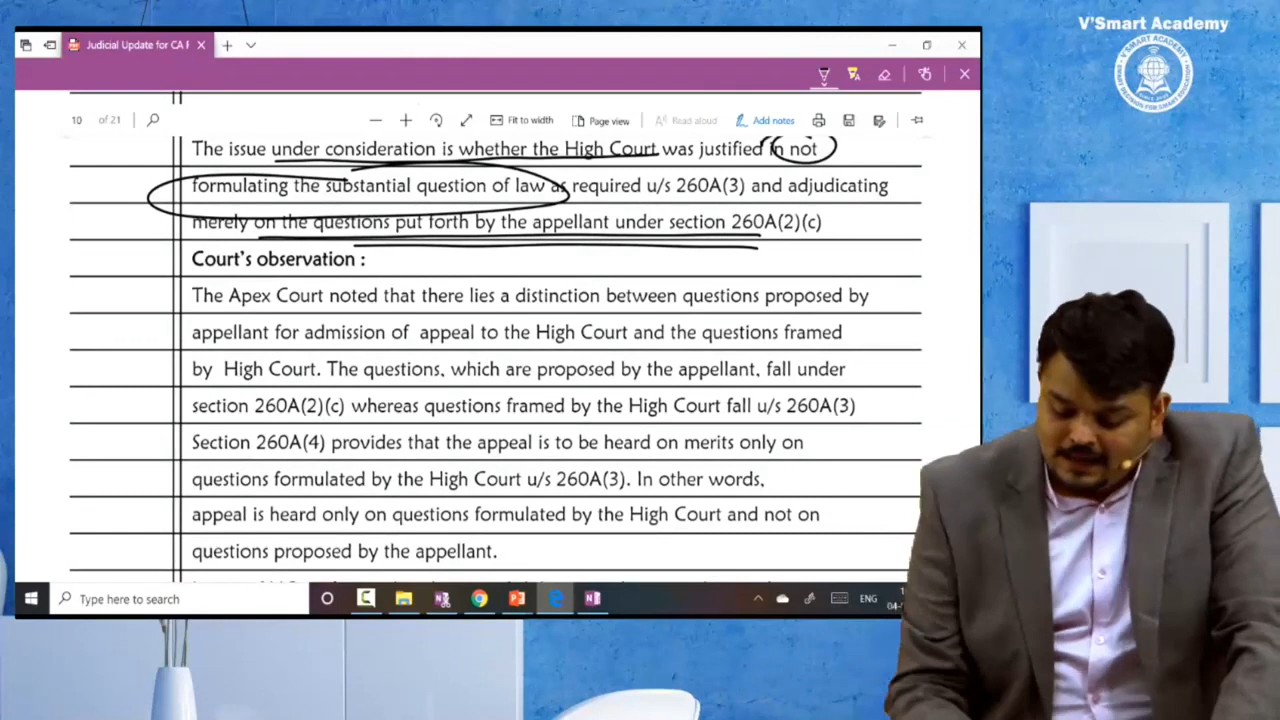 V'Smart Academy
Judicial Update for CA F
10 of 21
Fit to width
Page view
Read aloud
Add notes
The issue under consideration is whether the High Court was justified in not
formulating the substantial question of law as required u/s 260A(3) and adjudicating
merely on the questions put forth by the appellant under section 260A(2)(c)
Court's observation :
The Apex Court noted that there lies a distinction between questions proposed by
appellant for admission of appeal to the High Court and the questions framed
by High Court. The questions, which are proposed by the appellant, fall under
section 260A(2)(c) whereas questions framed by the High Court fall u/s 260A(3)
Section 260A(4) provides that the appeal is to be heard on merits only on
questions formulated by the High Court u/s 260A(3). In other words,
appeal is heard only on questions formulated by the High Court and not on
questions proposed by the appellant.
Type here to search
ENG